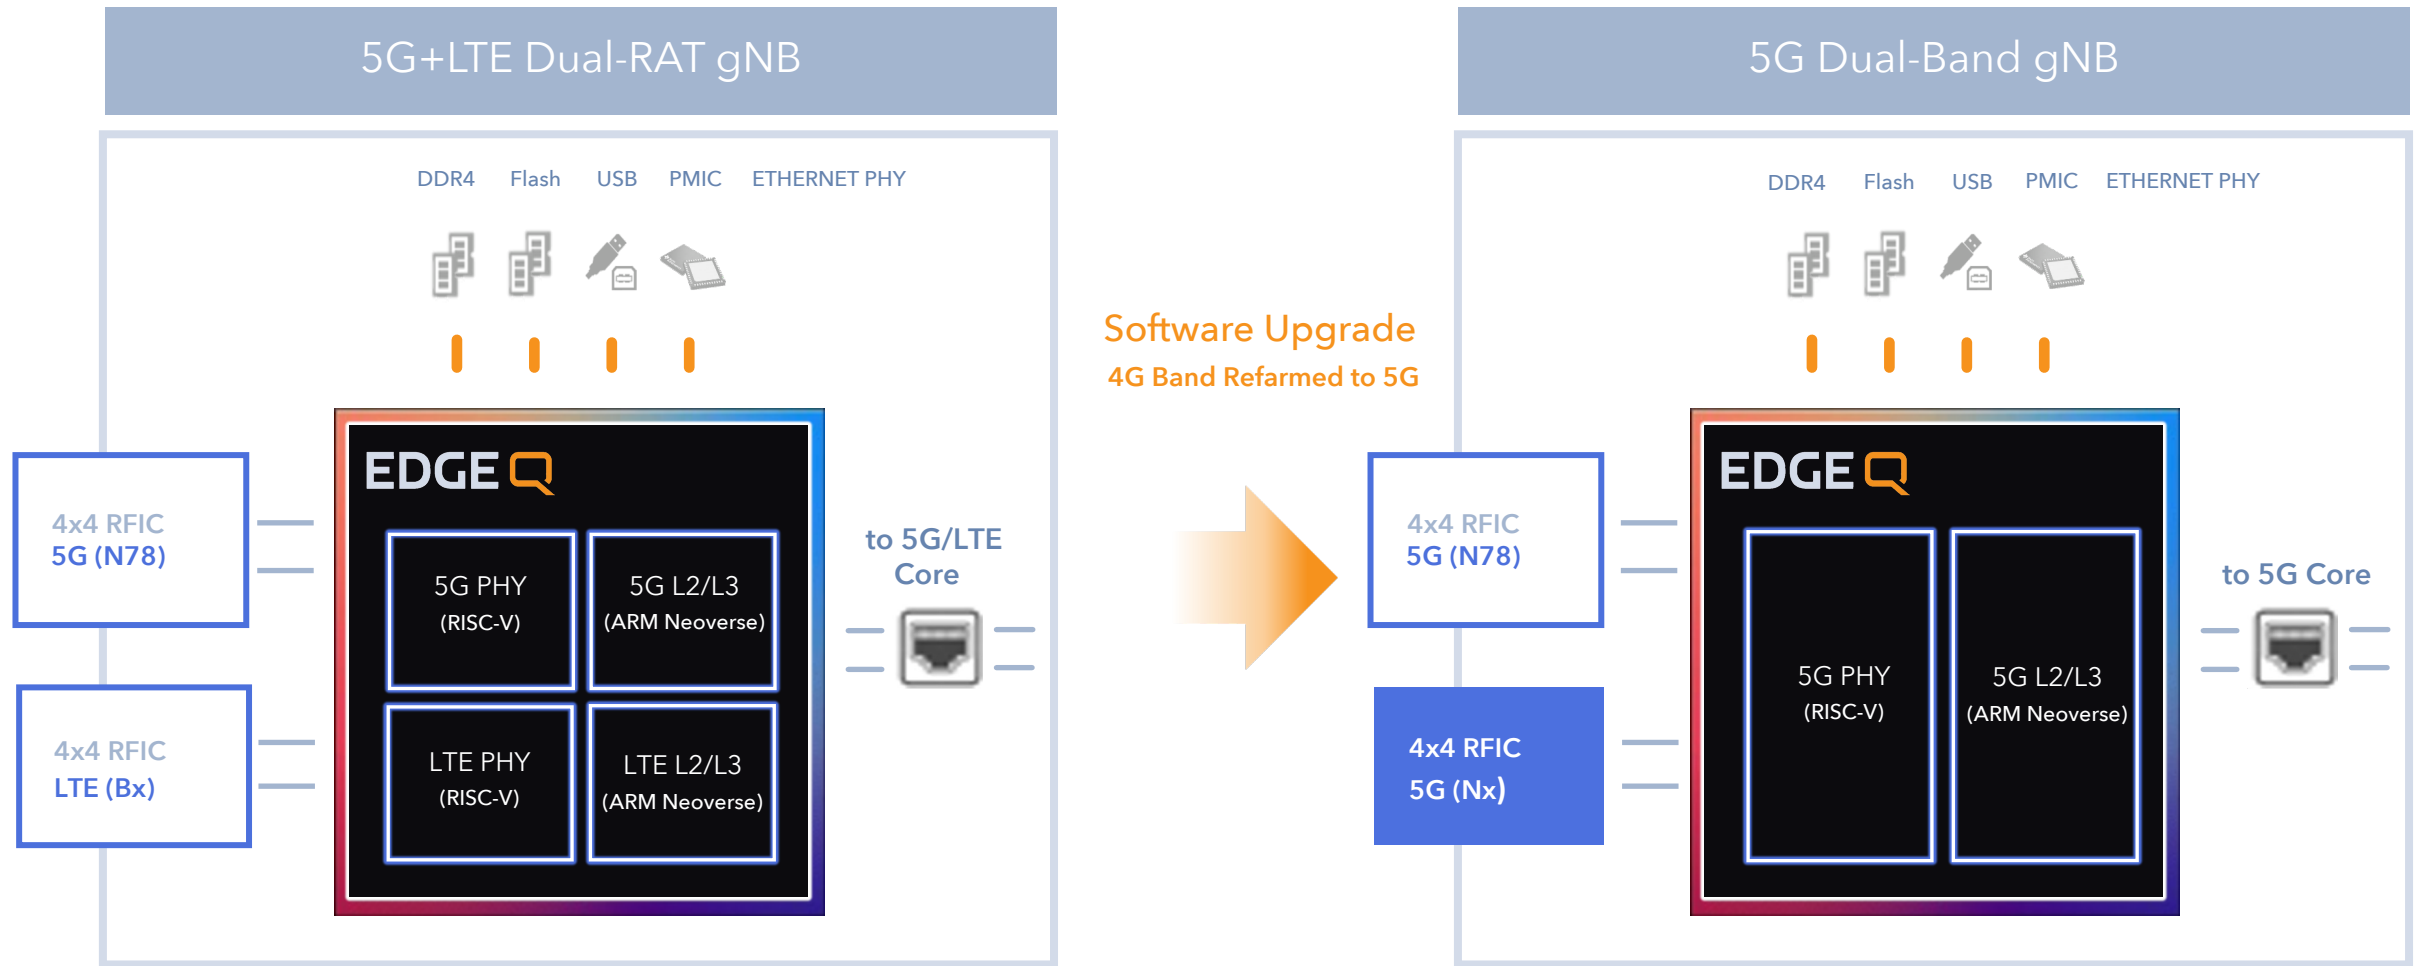 5G+LTE Dual-RAT gNB
DDR4 Flash USB PMIC ETHERNET PHY
EDGE Q
4x4 RFIC
5G (N78)
5G PHY
(RISC-V)
5G L2/L3
(ARM Neoverse)
to 5G/LTE
Core
4x4 RFIC
LTE (Bx)
LTE PHY
(RISC-V)
LTE L2/L3
(ARM Neoverse)
Software Upgrade
4G Band Refarmed to 5G
5G Dual-Band gNB
DDR4 Flash USB PMIC ETHERNET PHY
EDGE Q
4x4 RFIC
5G (N78)
4x4 RFIC
5G (Nx)
5G PHY
(RISC-V)
5G L2/L3
(ARM Neoverse)
to 5G Core